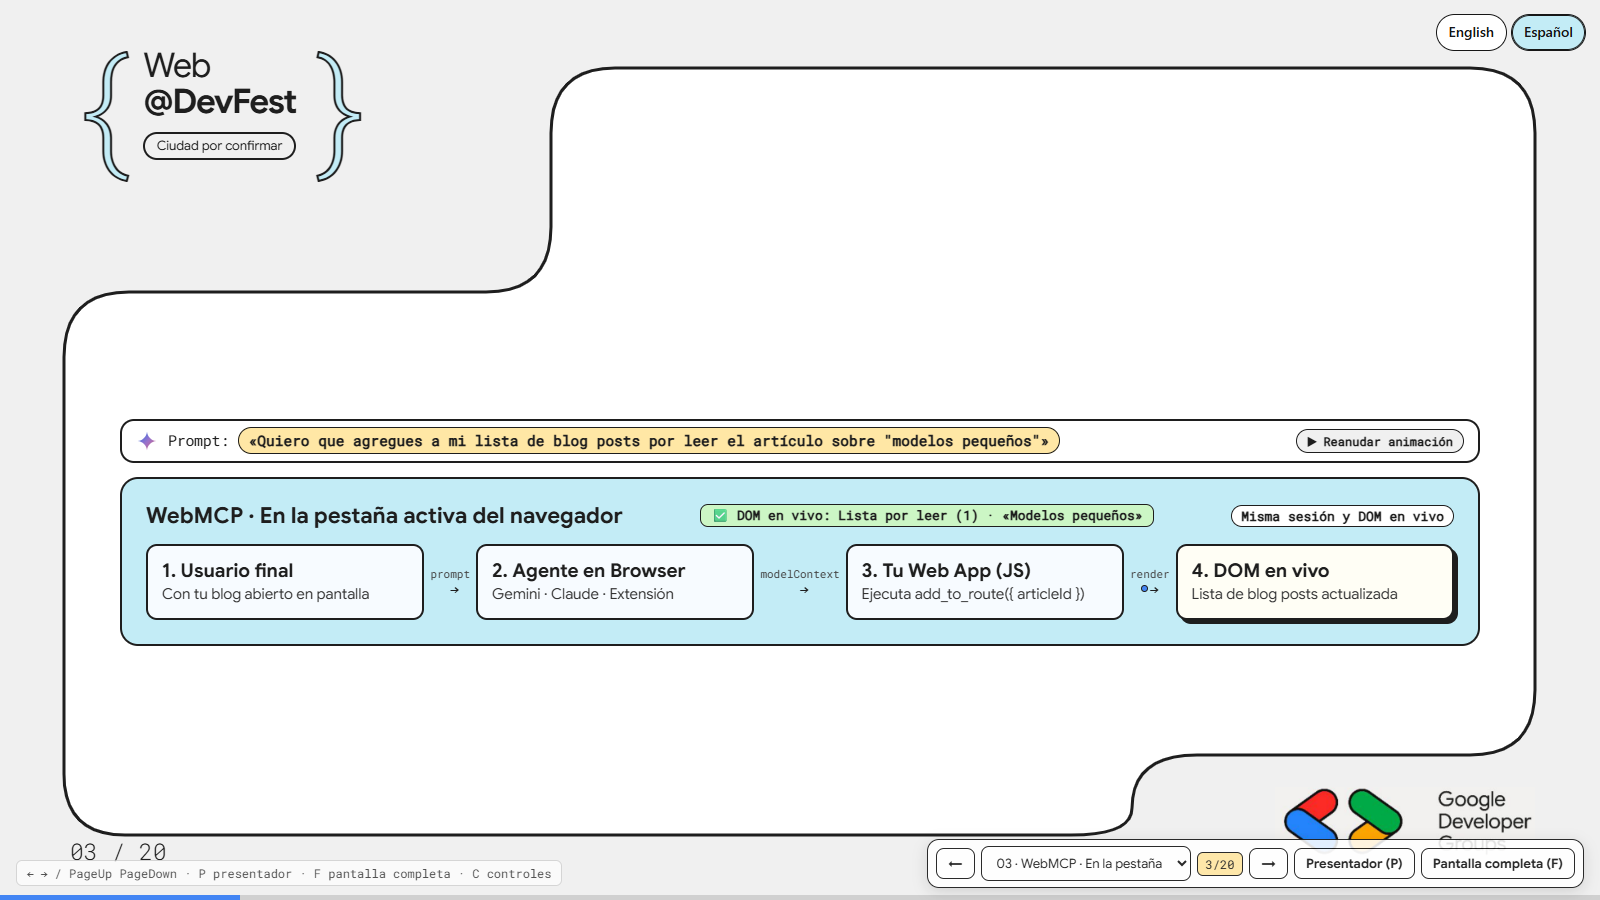 English
Español
Web
@DevFest
Ciudad por confirmar
Prompt: «Quiero que agregues a mi lista de blog posts por leer el artículo sobre "modelos pequeños"»
▶ Reanudar animación
WebMCP · En la pestaña activa del navegador
✅ DOM en vivo: Lista por leer (1) · «Modelos pequeños»
Misma sesión y DOM en vivo
1. Usuario final
Con tu blog abierto en pantalla
prompt
→
2. Agente en Browser
Gemini · Claude · Extensión
modelContext
→
3. Tu Web App (JS)
Ejecuta add_to_route({ articleId })
render
→
4. DOM en vivo
Lista de blog posts actualizada
Google
Developer
Groups
03 / 20
← → / PageUp PageDown · P presentador · F pantalla completa · C controles
←
03 · WebMCP · En la pestaña
3/20
→
Presentador (P)
Pantalla completa (F)